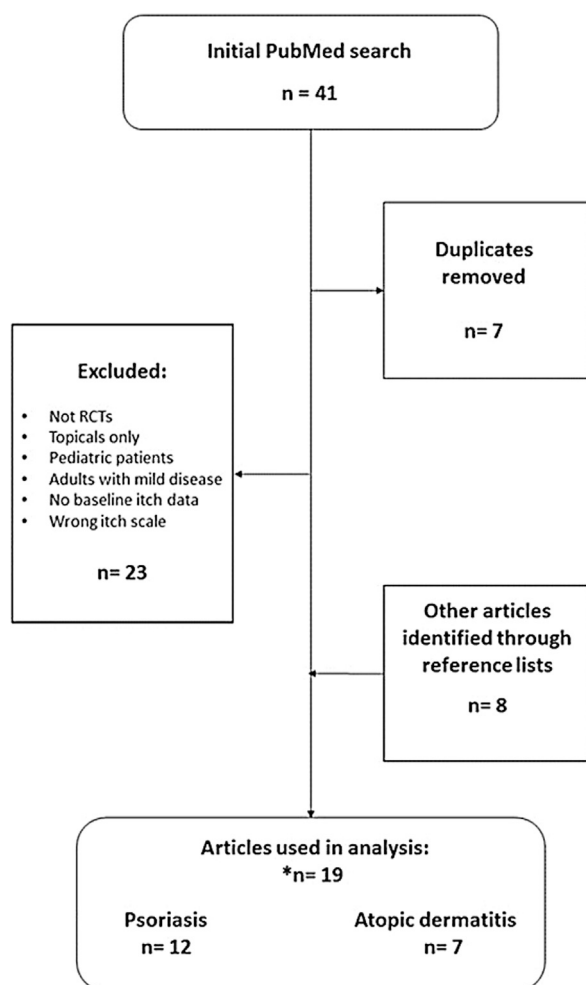 Initial PubMed search
n = 41
Duplicates
removed
n= 7
Excluded:
• Not RCTs
• Topicals only
• Pediatric patients
• Adults with mild disease
• No baseline itch data
• Wrong itch scale
n= 23
Other articles
identified through
reference lists
n= 8
Articles used in analysis:
*n= 19
Psoriasis
n= 12
Atopic dermatitis
n= 7